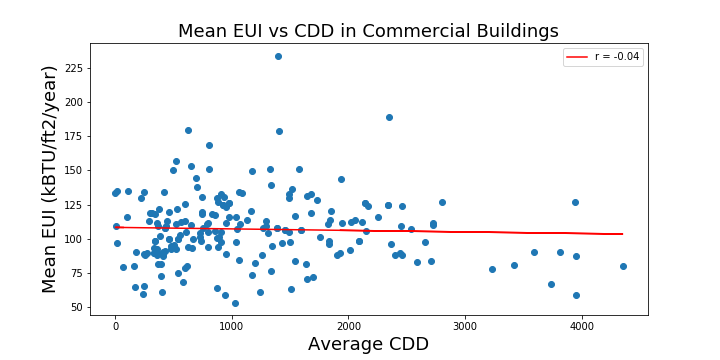 Mean EUI vs CDD in Commercial Buildings
r = -0.04
Mean EUI (kBTU/ft2/year)
225
200
175
150
125
100
75
50
0 1000 2000 3000 4000
Average CDD